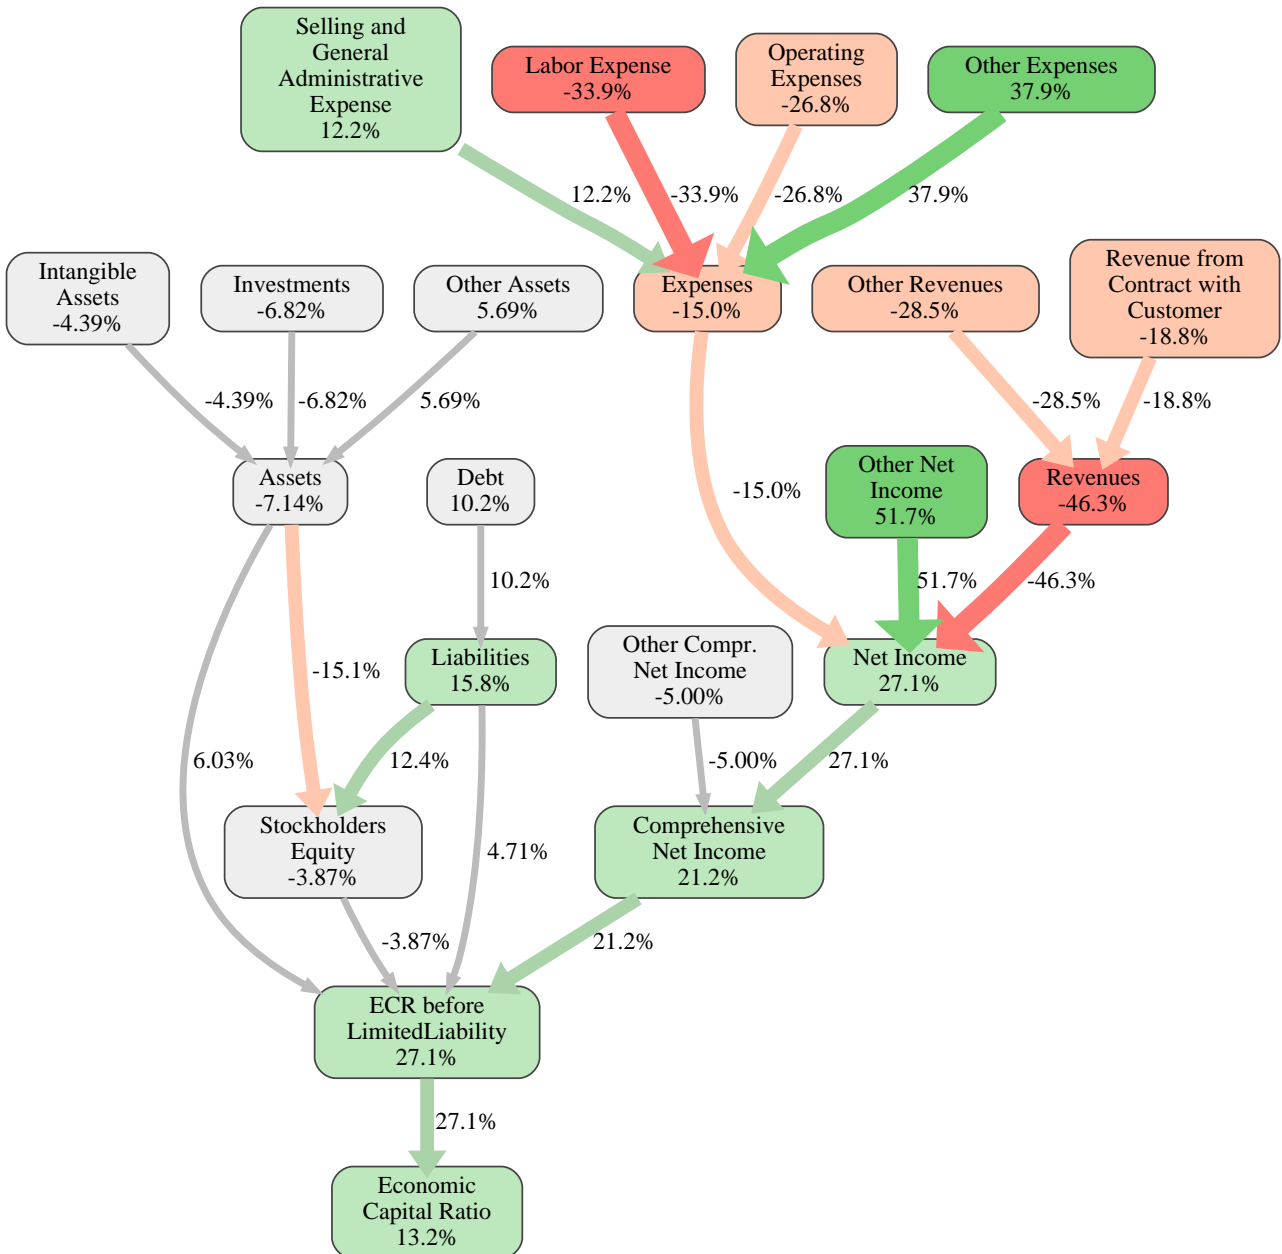 Selling and
General
Administrative
Expense
12.2%
Labor Expense
-33.9%
Operating
Expenses
-26.8%
Other Expenses
37.9%
12.2%
-33.9%
-26.8%
37.9%
Intangible
Assets
-4.39%
Investments
-6.82%
Other Assets
5.69%
Expenses
-15.0%
Other Revenues
-28.5%
Revenue from
Contract with
Customer
-18.8%
-4.39%
-6.82%
5.69%
-28.5%
-18.8%
Assets
-7.14%
Debt
10.2%
-15.0%
Other Net
Income
51.7%
Revenues
-46.3%
10.2%
51.7%
-46.3%
-15.1%
Liabilities
15.8%
Other Compr.
Net Income
-5.00%
Net Income
27.1%
6.03%
12.4%
-5.00%
27.1%
Stockholders
Equity
-3.87%
4.71%
Comprehensive
Net Income
21.2%
-3.87%
21.2%
ECR before
LimitedLiability
27.1%
27.1%
Economic
Capital Ratio
13.2%